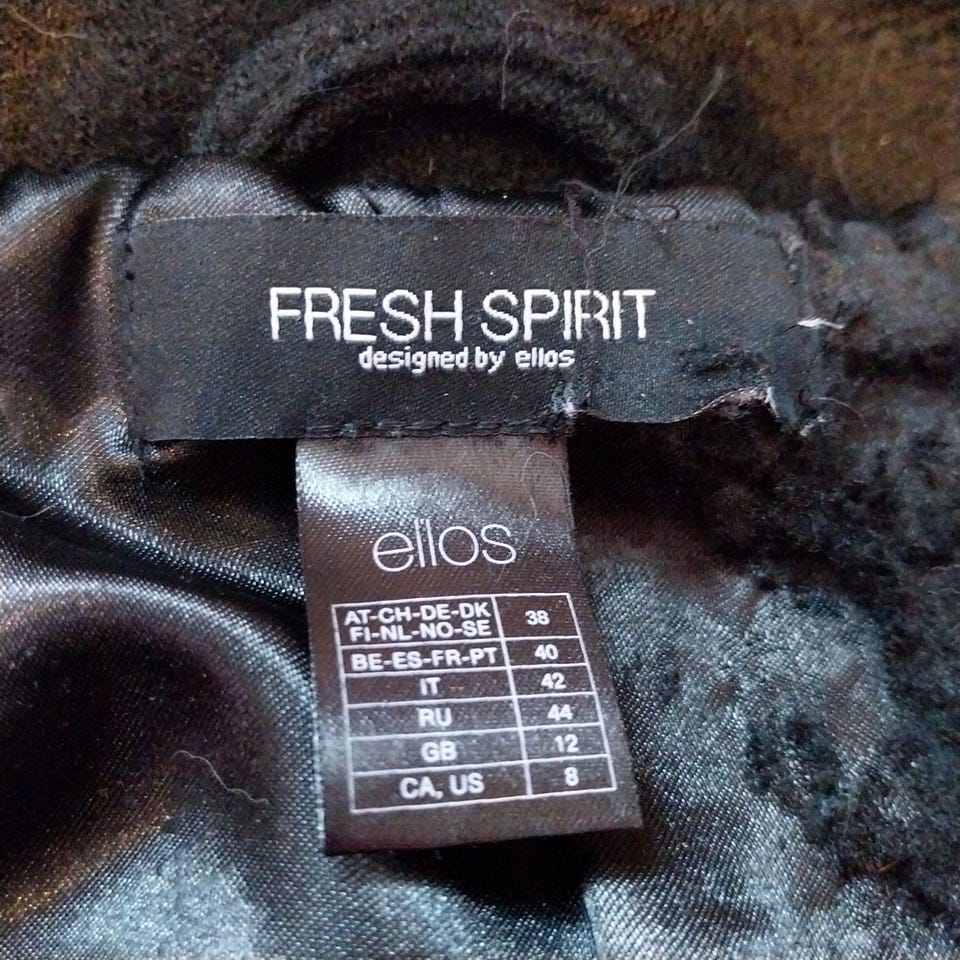 FRESH SPIRIT
designed by ellos
ellos
AT-CH-DE-DK
FI-NL-NO-SE 38
BE-ES-FR-PT 40
IT 42
RU 44
GB 12
CA, US 8